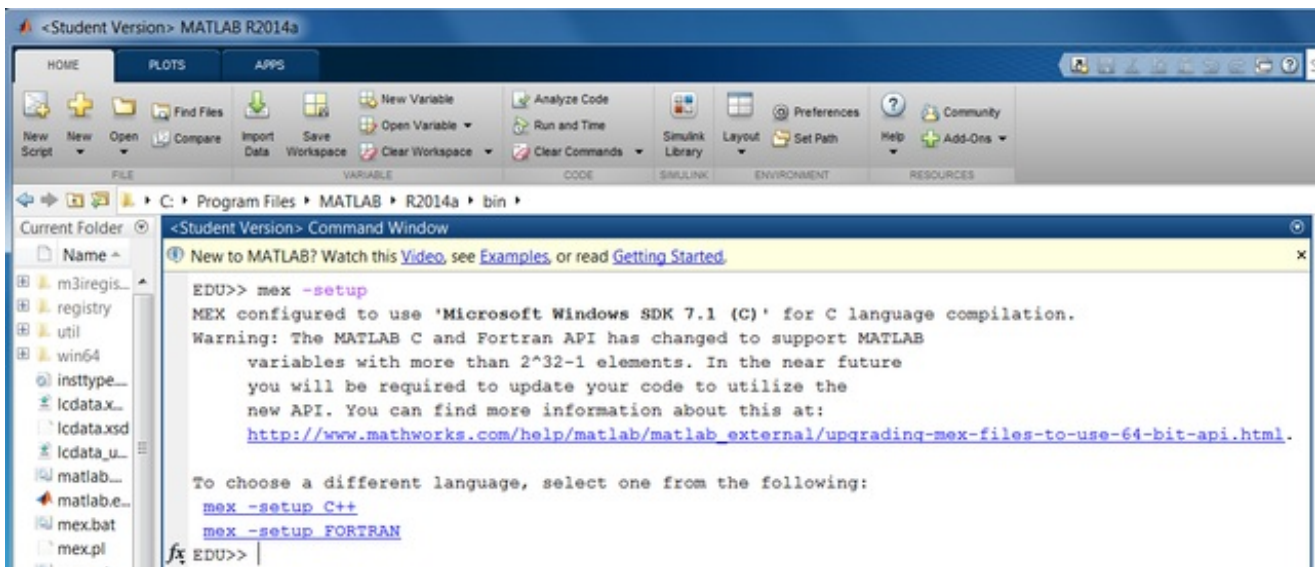 <Student Version> MATLAB R2014a
HOME PLOTS APPS
New Script
New
Open
Find Files
Compare
Import Data
Save Workspace
New Variable
Open Variable
Clear Workspace
Analyze Code
Run and Time
Clear Commands
Simulink Library
Layout
Preferences
Set Path
Help
Community
Add-Ons
FILE VARIABLE CODE SIMULINK ENVIRONMENT RESOURCES
C: Program Files MATLAB R2014a bin
Current Folder
Name
m3iregis...
registry
util
win64
insttype....
lcdata.x...
lcdata.xsd
lcdata_u...
matlab....
matlab.e...
mex.bat
mex.pl
<Student Version> Command Window
New to MATLAB? Watch this Video, see Examples, or read Getting Started.
EDU>> mex -setup
MEX configured to use 'Microsoft Windows SDK 7.1 (C)' for C language compilation.
Warning: The MATLAB C and Fortran API has changed to support MATLAB
variables with more than 2^32-1 elements. In the near future
you will be required to update your code to utilize the
new API. You can find more information about this at:
http://www.mathworks.com/help/matlab/matlab_external/upgrading-mex-files-to-use-64-bit-api.html.
To choose a different language, select one from the following:
mex -setup C++
mex -setup FORTRAN
fx EDU>>